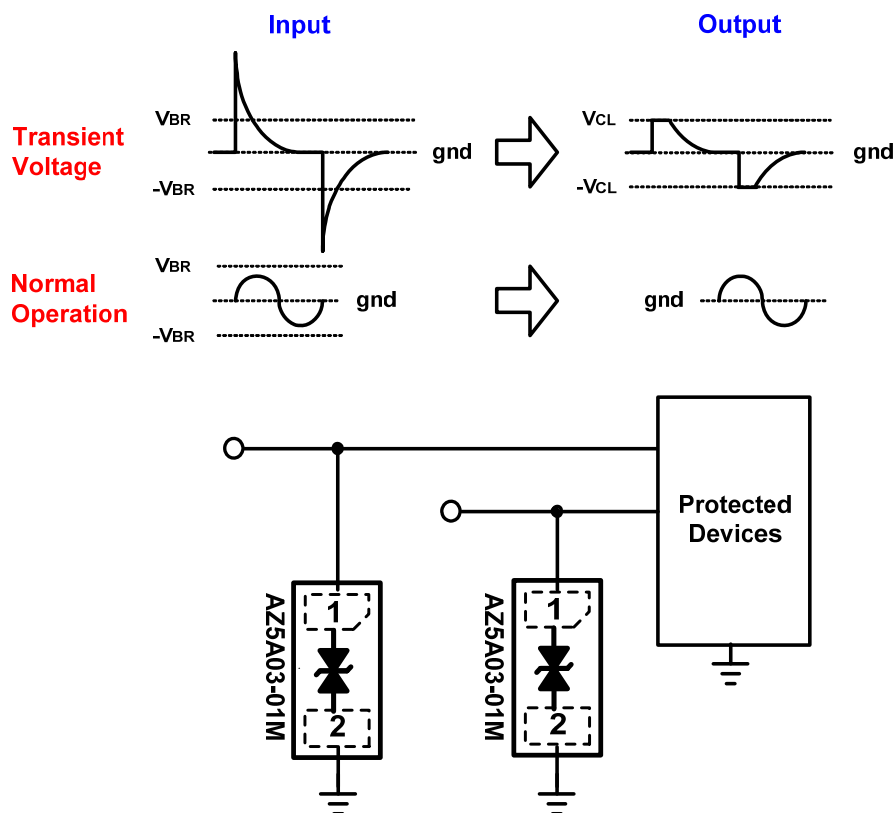 Input
Output
VBR
VCL
Transient
Voltage
gnd
gnd
-VBR
-VCL
VBR
Normal
Operation
gnd
gnd
-VBR
Protected
Devices
AZ5A03-01M
1
2
AZ5A03-01M
1
2